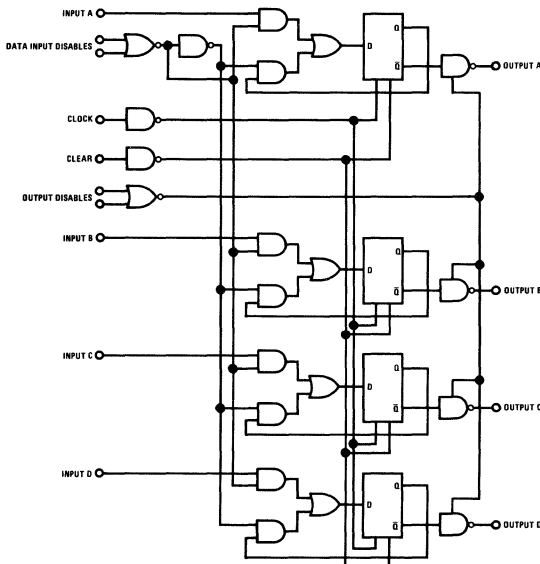 INPUT A
Q
DATA INPUT DISABLES
D
Q̅
OUTPUT A
CLOCK
CLEAR
OUTPUT DISABLES
INPUT B
Q
D
Q̅
OUTPUT B
INPUT C
Q
D
Q̅
OUTPUT C
INPUT D
Q
D
Q̅
OUTPUT D